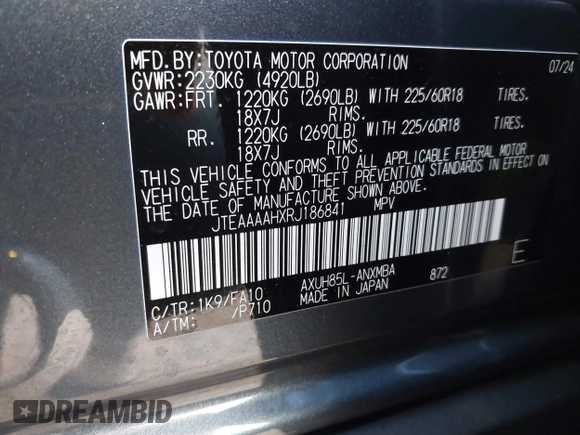 MFD.BY:TOYOTA MOTOR CORPORATION 07/24
GVWR:2230KG (4920LB)
GAWR:FRT. 1220KG (2690LB) WITH 225/60R18 TIRES.
18X7J RIMS.
RR. 1220KG (2690LB) WITH 225/60R18 TIRES.
18X7J RIMS.
THIS VEHICLE CONFORMS TO ALL APPLICABLE FEDERAL MOTOR
VEHICLE SAFETY AND THEFT PREVENTION STANDARDS IN EFFECT ON
THE DATE OF MANUFACTURE SHOWN ABOVE.
JTEAAAAHXRJ186841 MPV
E
C/TR:1K9/FA10 AXUH85L-ANXMBA 872
A/TM: /P710 MADE IN JAPAN
DREAMBID